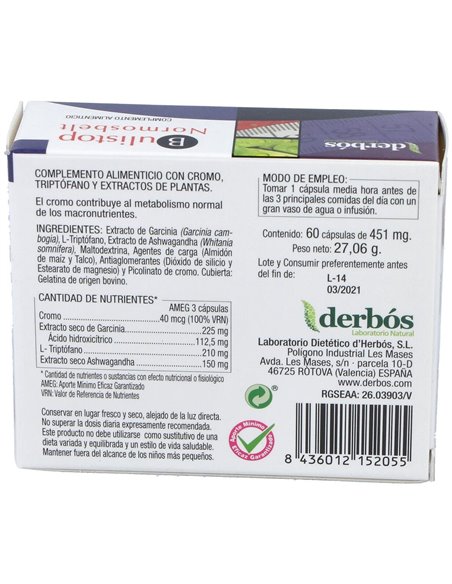 Bulistop
Normosbelt
COMPLEMENTO ALIMENTICIO
derbós
COMPLEMENTO ALIMENTICIO CON CROMO,
TRIPTÓFANO Y EXTRACTOS DE PLANTAS.
El cromo contribuye al metabolismo normal
de los macronutrientes.
INGREDIENTES: Extracto de Garcinia (Garcinia cam-
bogia), L-Triptófano, Extracto de Ashwagandha (Whitania
somnifera), Maltodextrina, Agentes de carga (Almidón
de maíz y Talco), Antiaglomerantes (Dióxido de silicio y
Estearato de magnesio) y Picolinato de cromo. Cubierta:
Gelatina de origen bovino.
CANTIDAD DE NUTRIENTES*
AMEG 3 cápsulas
Cromo 40 mcg (100% VRN)
Extracto seco de Garcinia 225 mg
Ácido hidroxicítrico 112,5 mg
L- Triptófano 210 mg
Extracto seco Ashwagandha 150 mg
* Cantidad de nutrientes o sustancias con efecto nutricional o fisiológico
AMEG: Aporte Mínimo Eficaz Garantizado
VRN: Valor de Referencia de Nutrientes
Conservar en lugar fresco y seco, alejado de la luz directa.
No superar la dosis diaria expresamente recomendada.
Este producto no debe utilizarse como sustitutivo de una
dieta variada y equilibrada y un estilo de vida saludable.
Mantener fuera del alcance de los niños más pequeños.
MODO DE EMPLEO:
Tomar 1 cápsula media hora antes de
las 3 principales comidas del día con un
gran vaso de agua o infusión.
Contenido: 60 cápsulas de 451 mg.
Peso neto: 27,06 g.
Lote y Consumir preferentemente antes
del fin de:
L-14
03/2021
derbós
Laboratorio Natural
Laboratorio Dietético d'Herbós, S.L.
Polígono Industrial Les Mases
Avda. Les Mases, s/n · parcela 10-D
46725 RÓTOVA (Valencia) ESPAÑA
www.derbos.com
RGSEAA: 26.03903/V
Aporte Mínimo
Eficaz Garantizado
8 436012 152055